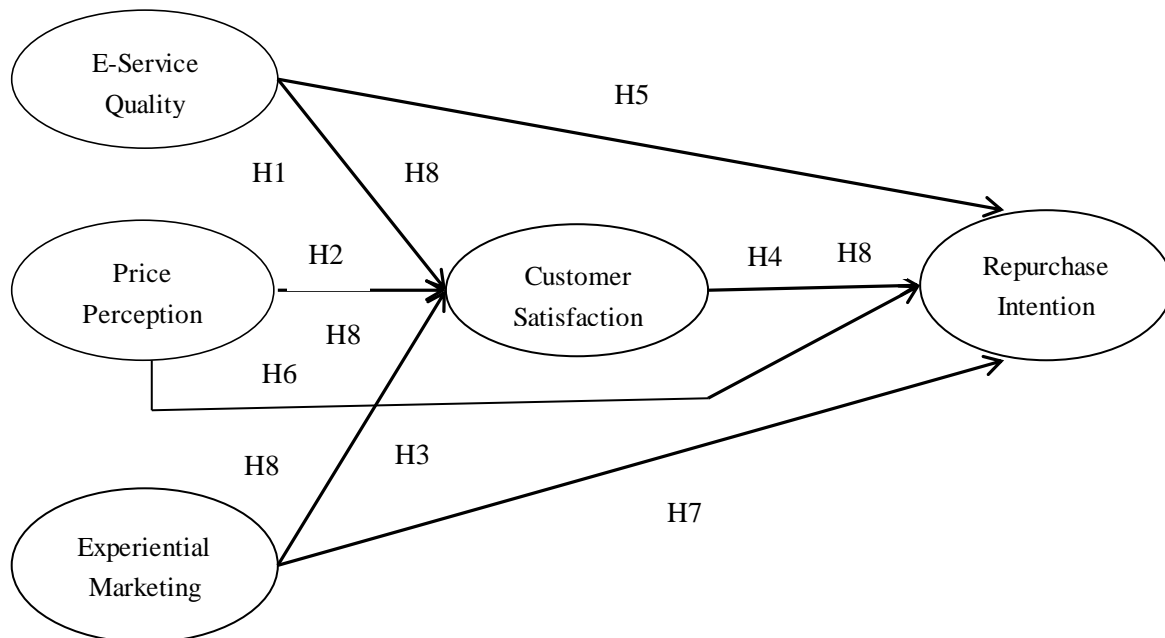 E-Service
Quality
H5
H1
H8
H2
Price
Perception
Customer
Satisfaction
H4
H8
Repurchase
Intention
H8
H6
H8
H3
H7
Experiential
Marketing